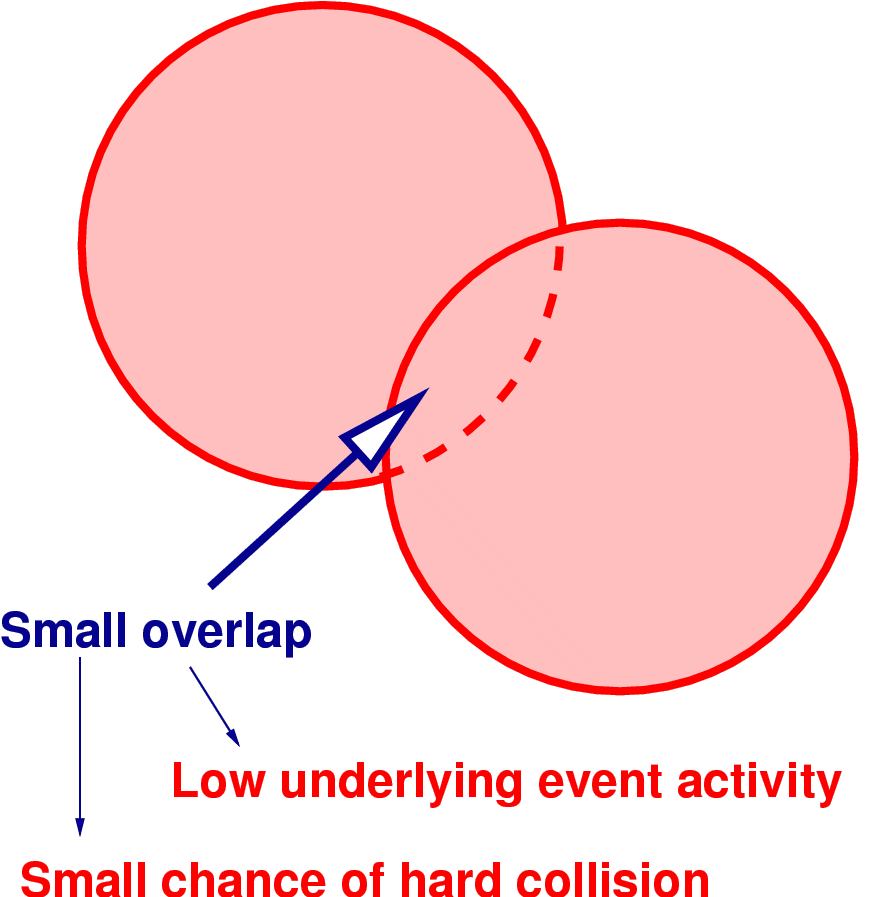 Small overlap
Low underlying event activity
Small chance of hard collision